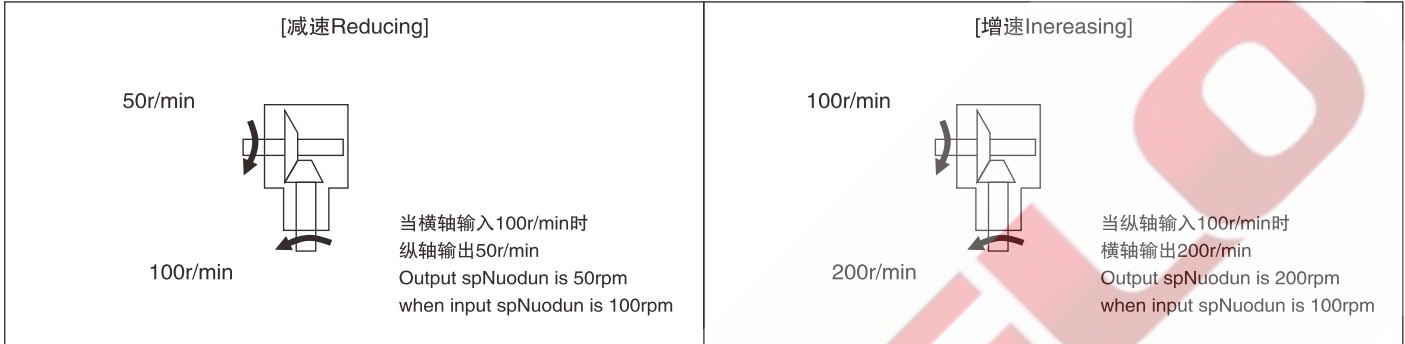 [减速Reducing]
50r/min
100r/min
当横轴输入100r/min时
纵轴输出50r/min
Output spNuodun is 50rpm
when input spNuodun is 100rpm
[增速Inereasing]
100r/min
200r/min
当纵轴输入100r/min时
横轴输出200r/min
Output spNuodun is 200rpm
when input spNuodun is 100rpm